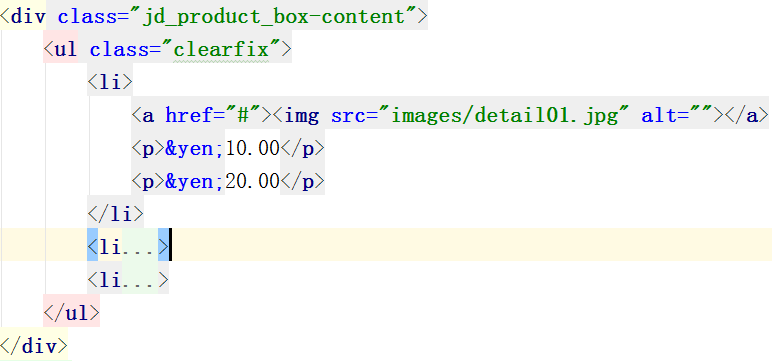 <div class="jd_product_box-content">
<ul class="clearfix">
<li>
<a href="#"><img src="images/detail01.jpg" alt=""></a>
<p>&yen;10.00</p>
<p>&yen;20.00</p>
</li>
<li...>
<li...>
</ul>
</div>